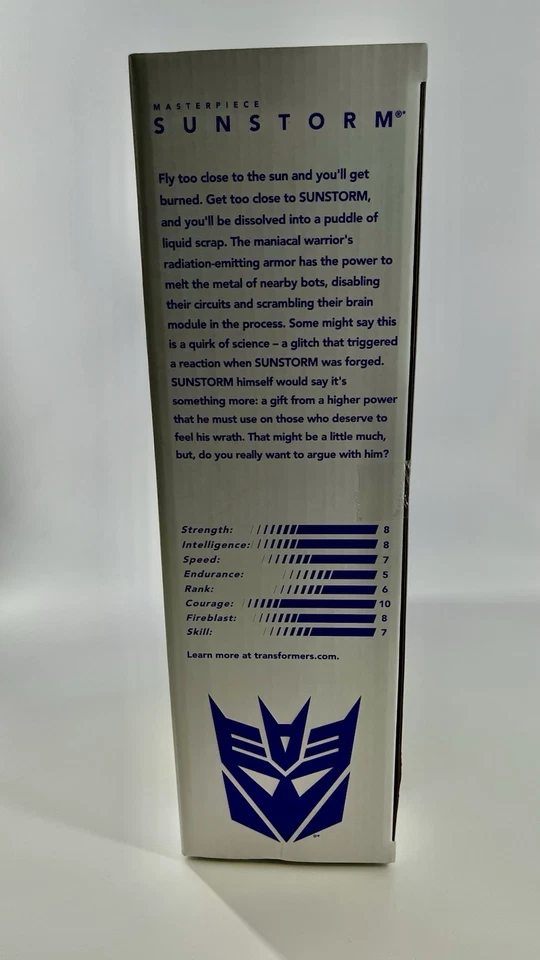 MASTERPIECE
SUNSTORM®*
Fly too close to the sun and you'll get
burned. Get too close to SUNSTORM,
and you'll be dissolved into a puddle of
liquid scrap. The maniacal warrior's
radiation-emitting armor has the power to
melt the metal of nearby bots, disabling
their circuits and scrambling their brain
module in the process. Some might say this
is a quirk of science – a glitch that triggered
a reaction when SUNSTORM was forged.
SUNSTORM himself would say it's
something more: a gift from a higher power
that he must use on those who deserve to
feel his wrath. That might be a little much,
but, do you really want to argue with him?
Strength: 8
Intelligence: 8
Speed: 7
Endurance: 5
Rank: 6
Courage: 10
Fireblast: 8
Skill: 7
Learn more at transformers.com.
®*